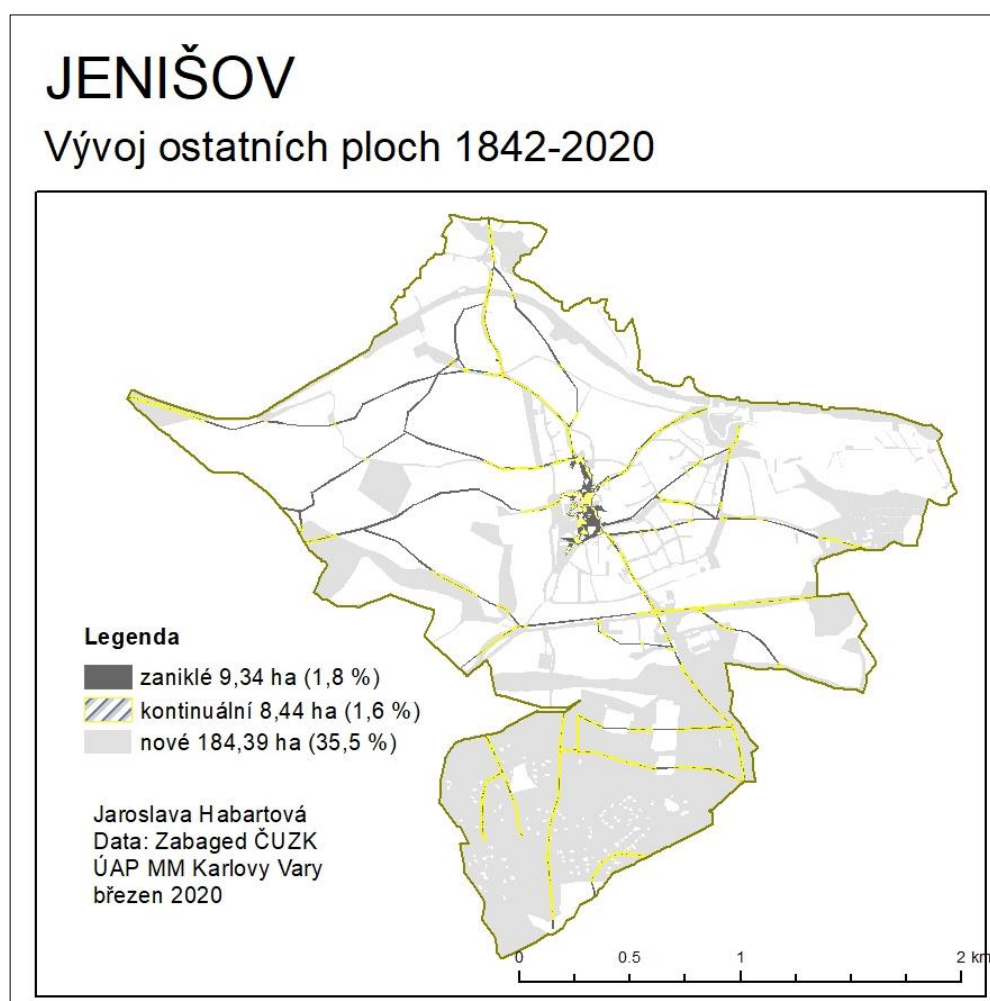 JENIŠOV
Vývoj ostatních ploch 1842-2020
Legenda
zaniklé 9,34 ha (1,8 %)
kontinuální 8,44 ha (1,6 %)
nové 184,39 ha (35,5 %)
Jaroslava Habartová
Data: Zabaged ČUZK
ÚAP MM Karlovy Vary
březen 2020
0 0.5 1 2 km